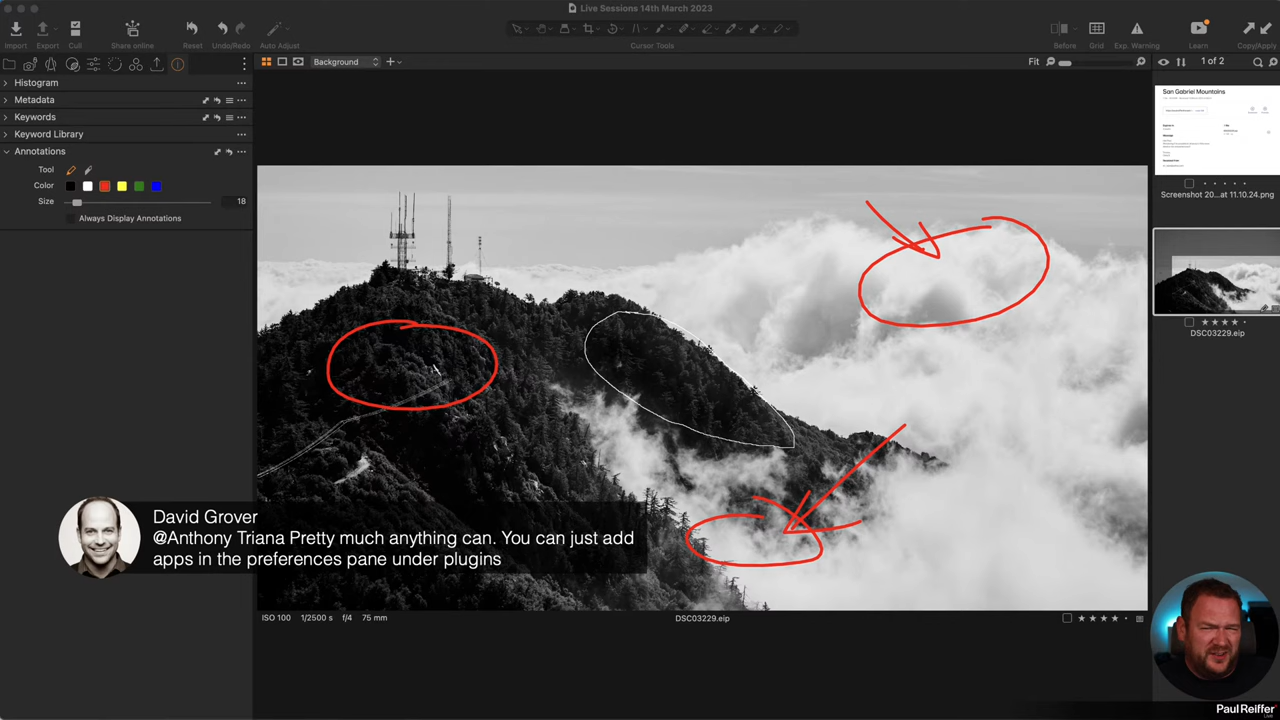 Live Sessions 14th March 2023
Import
Export
Cull
Share online
Reset
Undo/Redo
Auto Adjust
Cursor Tools
Before
Grid
Exp. Warning
Learn
Copy/Apply
Background
Fit
1 of 2
Histogram
Metadata
Keywords
Keyword Library
Annotations
Tool
Color
Size
18
Always Display Annotations
San Gabriel Mountains
Screenshot 20...at 11.10.24.png
DSC03229.eip
David Grover
@Anthony Triana Pretty much anything can. You can just add
apps in the preferences pane under plugins
ISO 100 1/2500 s f/4 75 mm
DSC03229.eip
PaulReiffer
Live